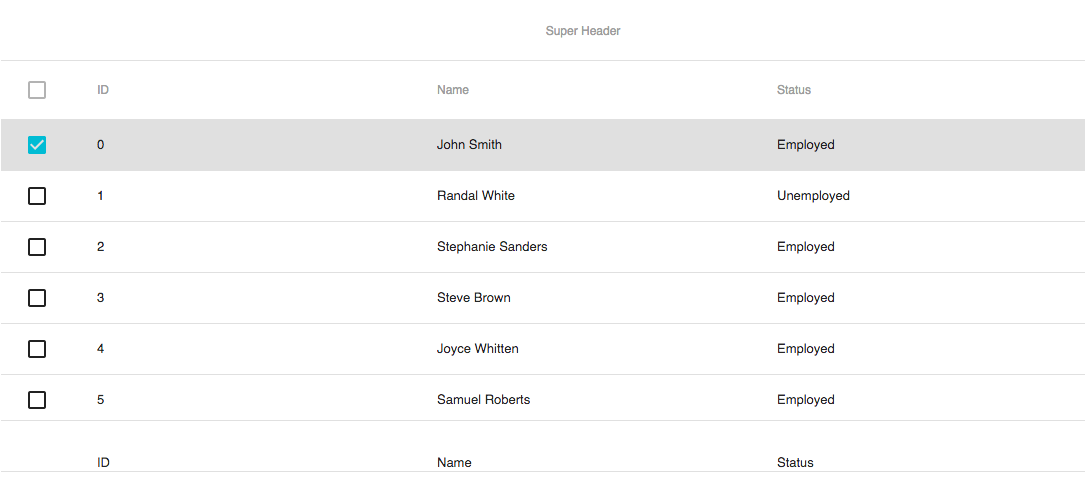 Super Header
ID Name Status
0 John Smith Employed
1 Randal White Unemployed
2 Stephanie Sanders Employed
3 Steve Brown Employed
4 Joyce Whitten Employed
5 Samuel Roberts Employed
ID Name Status